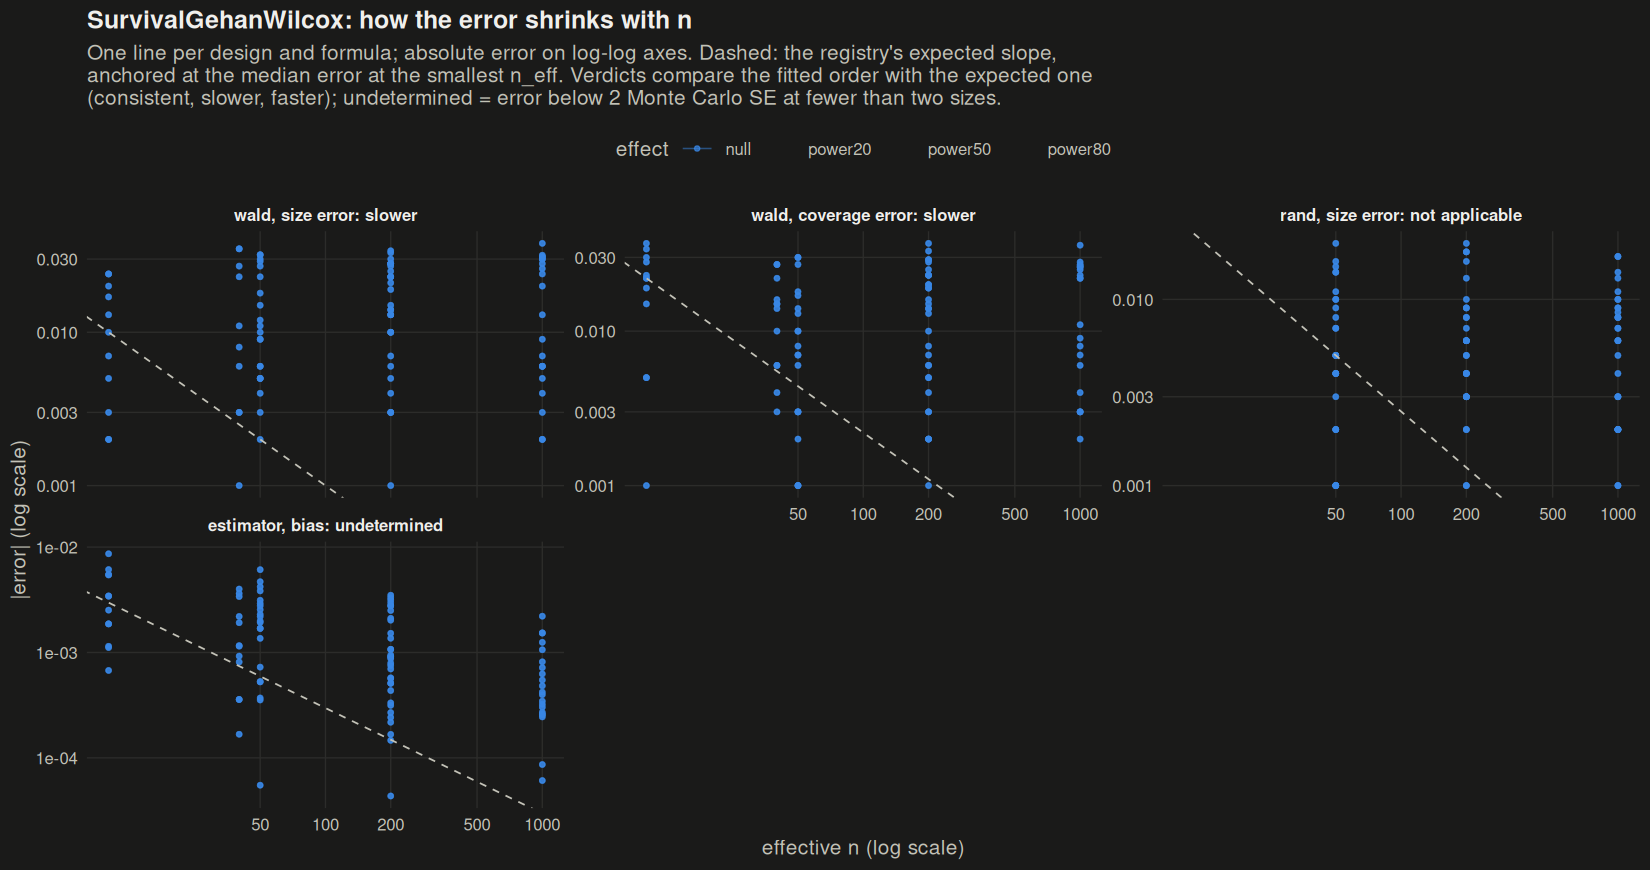 SurvivalGehanWilcox: how the error shrinks with n
One line per design and formula; absolute error on log-log axes. Dashed: the registry's expected slope,
anchored at the median error at the smallest n_eff. Verdicts compare the fitted order with the expected one
(consistent, slower, faster); undetermined = error below 2 Monte Carlo SE at fewer than two sizes.
effect null power20 power50 power80
wald, size error: slower
0.030
0.010
0.003
0.001
wald, coverage error: slower
0.030
0.010
0.003
0.001
50 100 200 500 1000
rand, size error: not applicable
0.010
0.003
0.001
50 100 200 500 1000
estimator, bias: undetermined
1e-02
1e-03
1e-04
50 100 200 500 1000
|error| (log scale)
effective n (log scale)